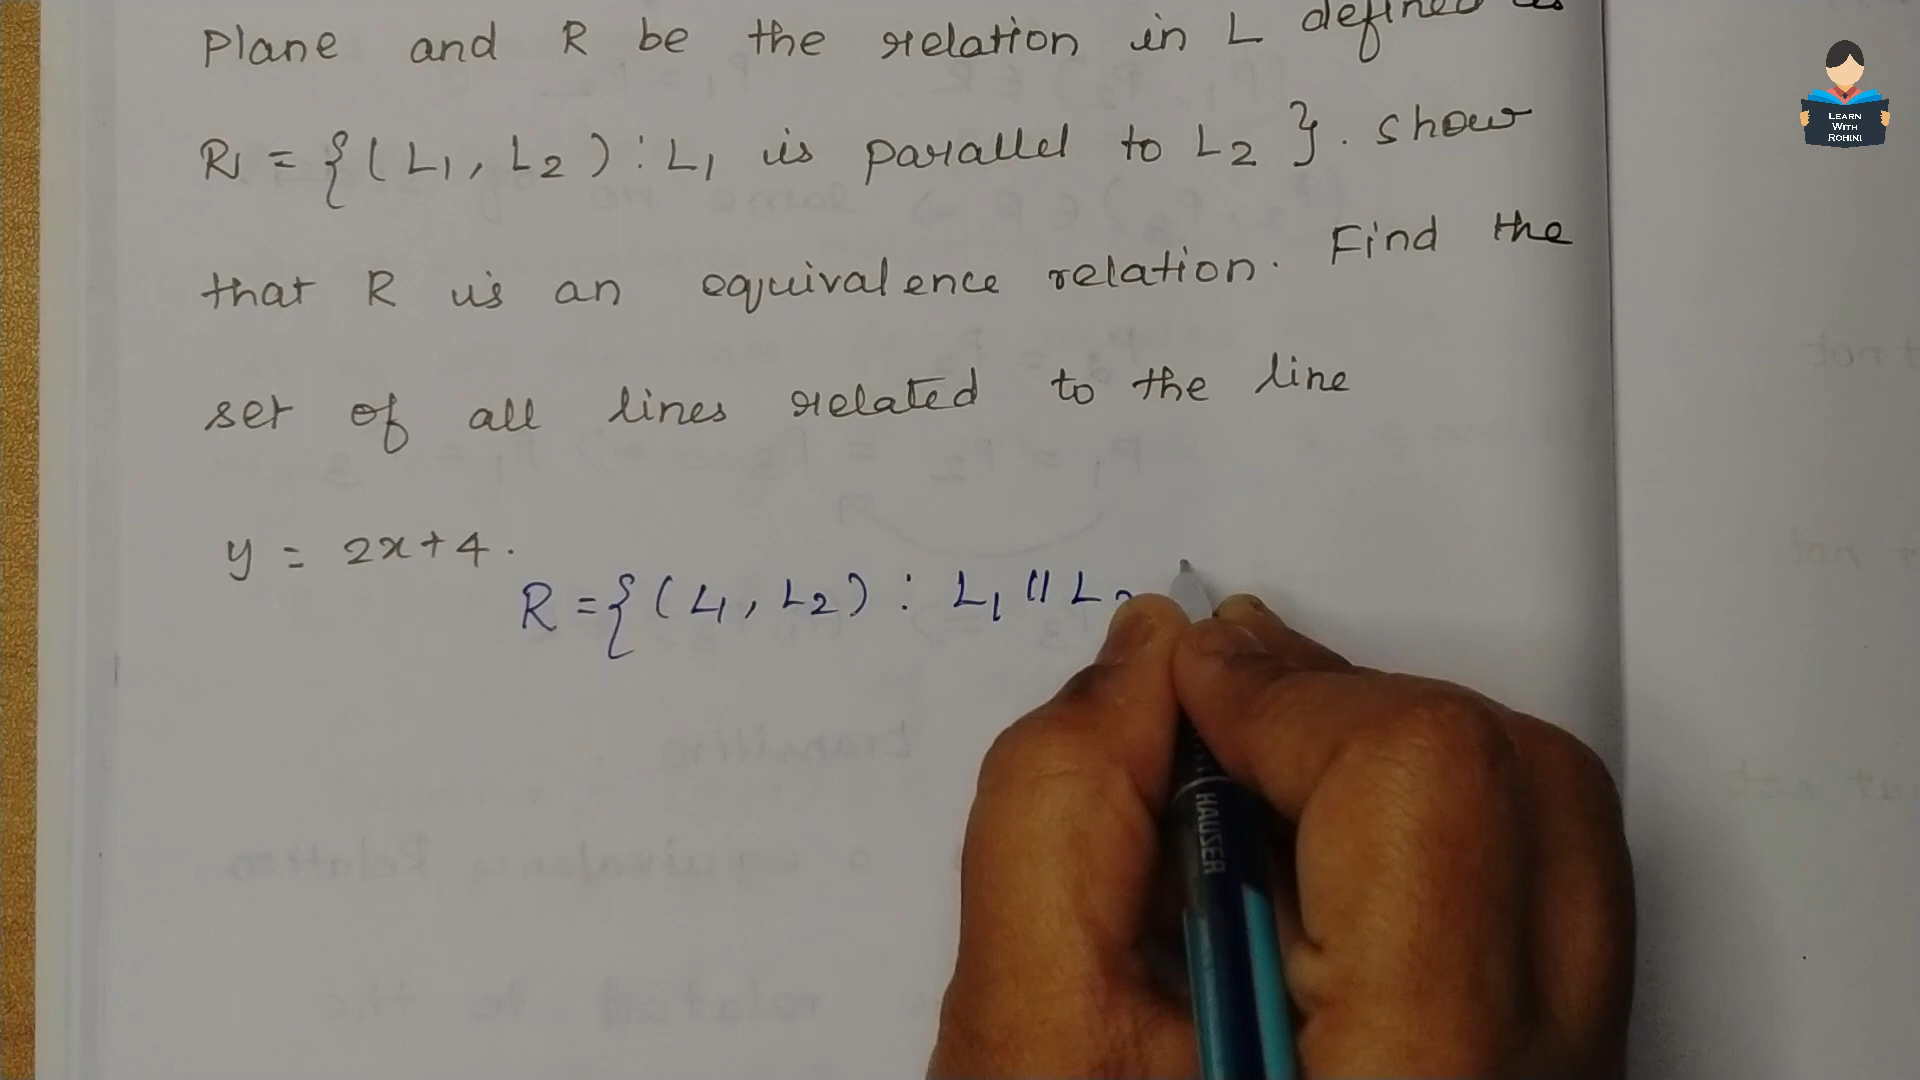 Plane and R be the relation in L defined as
R = {(L1, L2) : L1 is parallel to L2}. show
that R is an equivalence relation. Find the
set of all lines related to the line
y = 2x+4.
R = {(L1, L2) : L1 || L2
LEARN
WITH
ROHINI
HAUSER